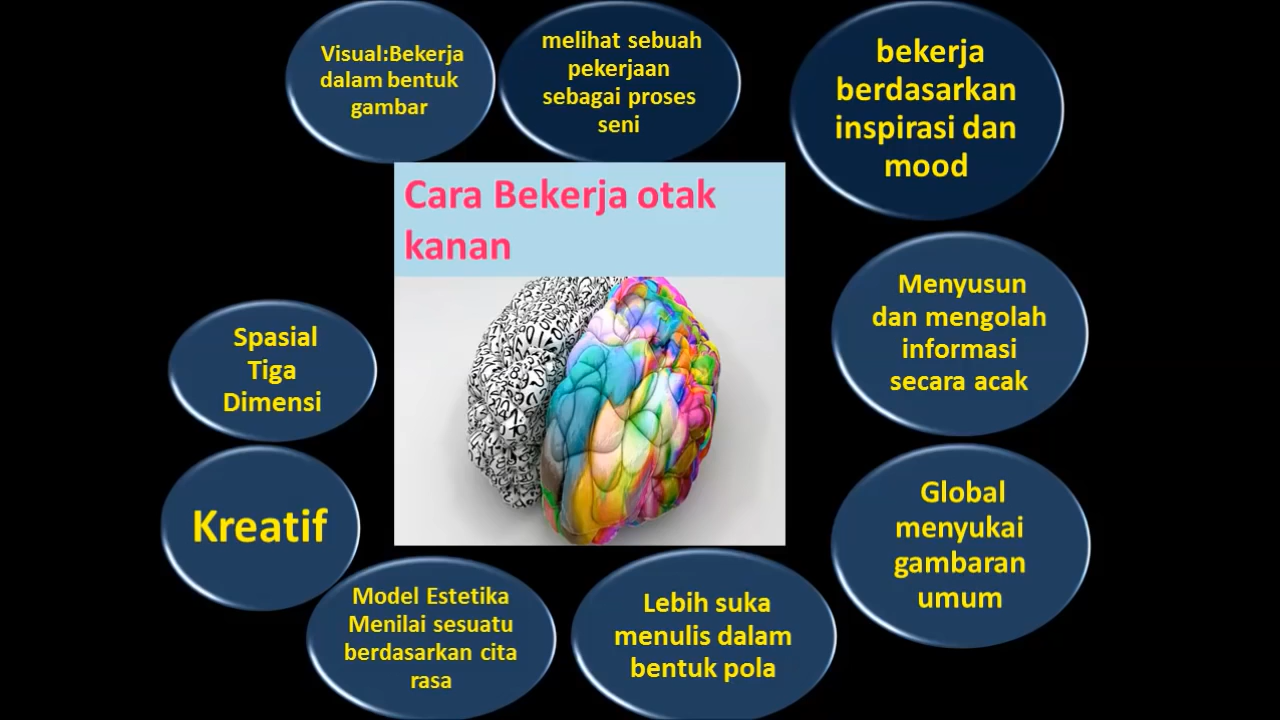 Visual:Bekerja
dalam bentuk
gambar
melihat sebuah
pekerjaan
sebagai proses
seni
bekerja
berdasarkan
inspirasi dan
mood
Cara Bekerja otak
kanan
Menyusun
dan mengolah
informasi
secara acak
Spasial
Tiga
Dimensi
Global
menyukai
gambaran
umum
Kreatif
Model Estetika
Menilai sesuatu
berdasarkan cita
rasa
Lebih suka
menulis dalam
bentuk pola